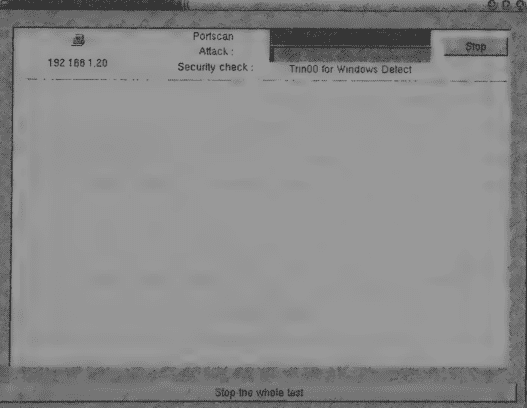 Portscan
Attack :
Stop
192 168 1.20
Security check :
Trin00 for Windows Detect
Stop the whole test